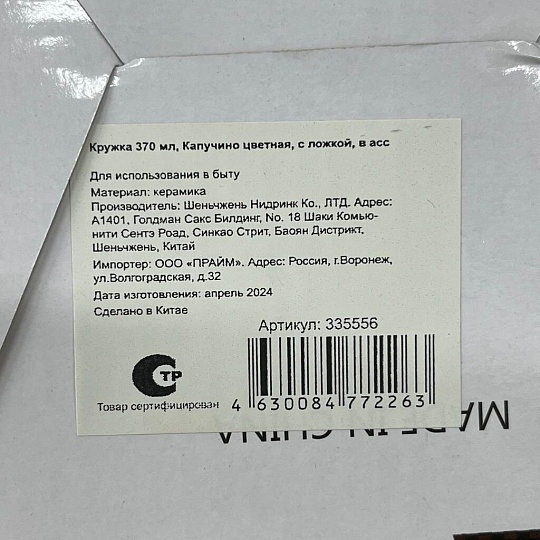 Кружка 370 мл, Капучино цветная, с ложкой, в асс
Для использования в быту
Материал: керамика
Производитель: Шеньчжень Нидринк Ко., ЛТД. Адрес:
А1401, Голдман Сакс Билдинг, No. 18 Шаки Комью-
нити Сентэ Роад, Синкао Стрит, Баоян Дистрикт,
Шеньчжень, Китай
Импортер: ООО «ПРАЙМ». Адрес: Россия, г.Воронеж,
ул.Волгоградская, д.32
Дата изготовления: апрель 2024
Сделано в Китае
Артикул: 335556
ТР
Товар сертифицирован
4 630084 772263
MADE IN CHINA